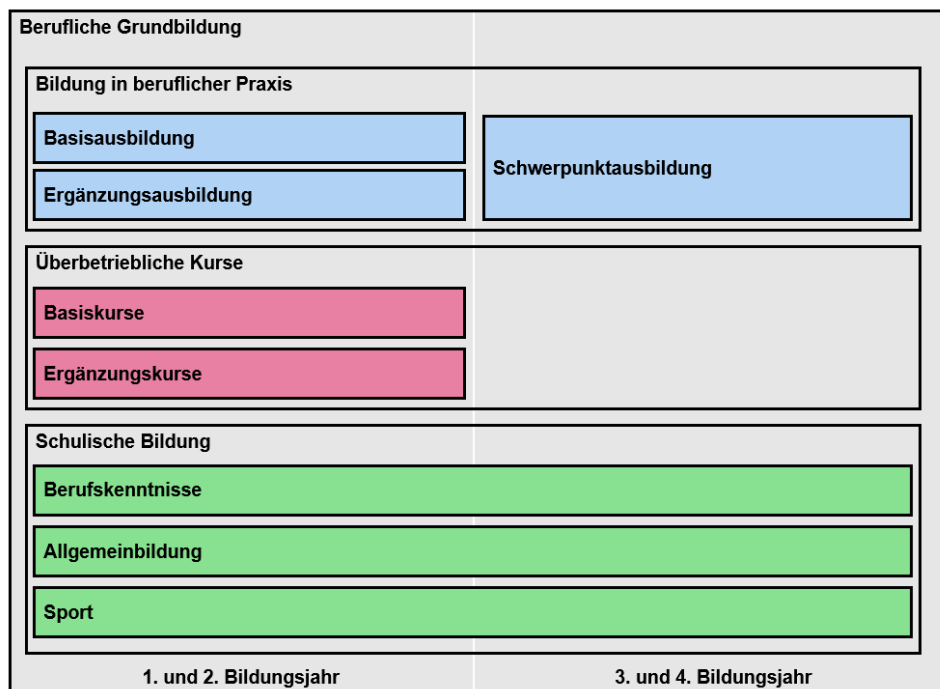 Berufliche Grundbildung
Bildung in beruflicher Praxis
Basisausbildung
Ergänzungsausbildung
Schwerpunktausbildung
Überbetriebliche Kurse
Basiskurse
Ergänzungskurse
Schulische Bildung
Berufskenntnisse
Allgemeinbildung
Sport
1. und 2. Bildungsjahr
3. und 4. Bildungsjahr